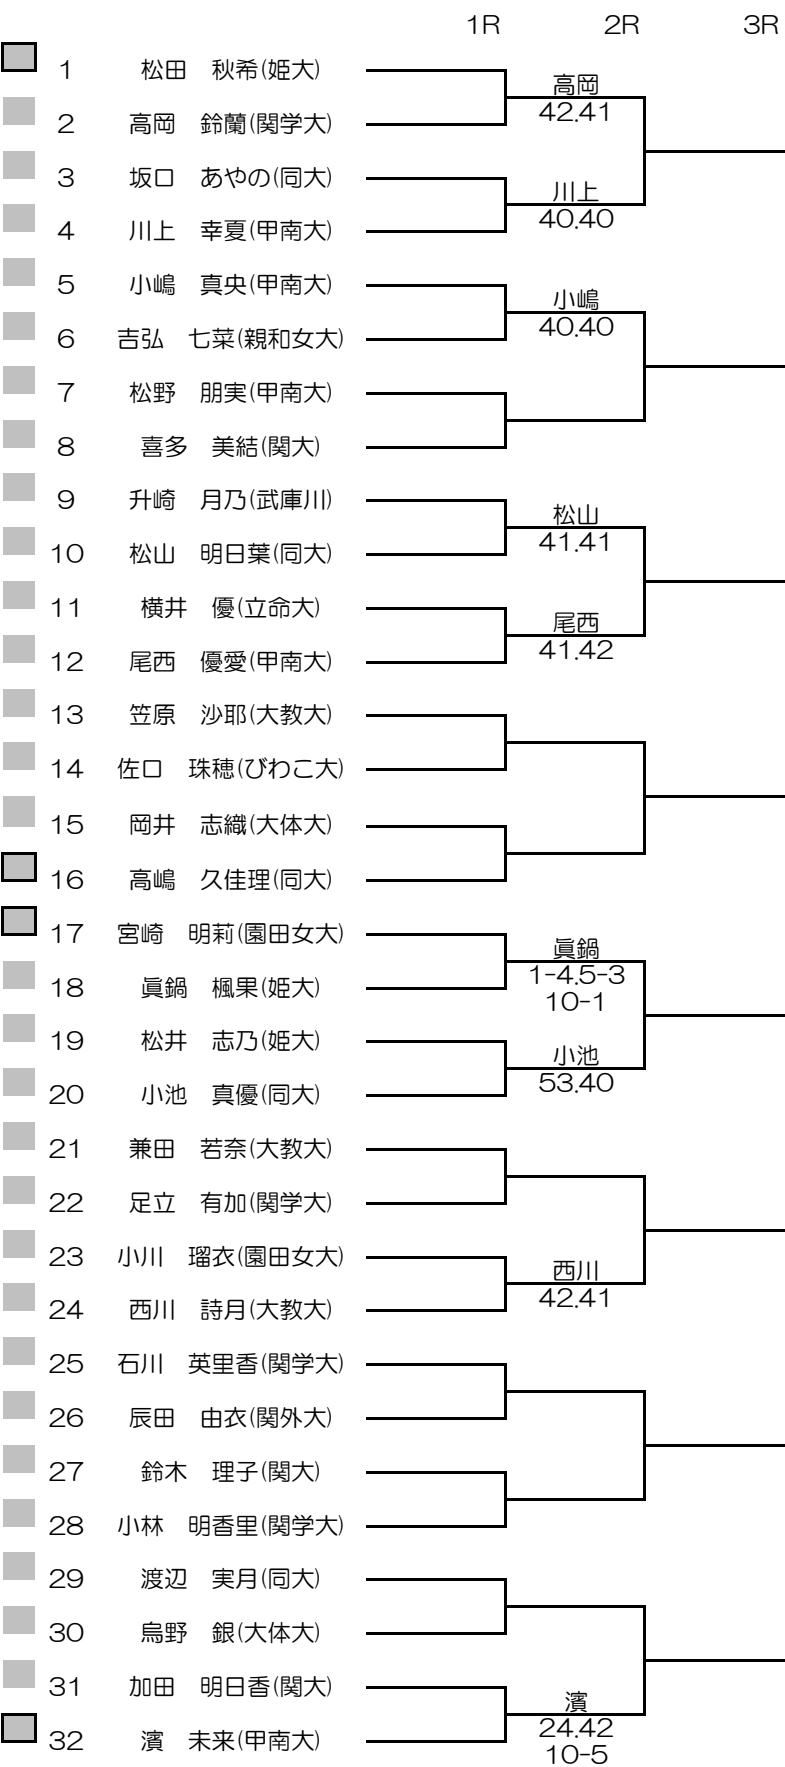 1R 2R 3R
1 松田　秋希(姫大)
高岡
2 高岡　鈴蘭(関学大)
42.41
3 坂口　あやの(同大)
川上
4 川上　幸夏(甲南大)
40.40
5 小嶋　真央(甲南大)
小嶋
6 吉弘　七菜(親和女大)
40.40
7 松野　朋実(甲南大)
8 喜多　美結(関大)
9 升崎　月乃(武庫川)
松山
10 松山　明日葉(同大)
41.41
11 横井　優(立命大)
尾西
12 尾西　優愛(甲南大)
41.42
13 笠原　沙耶(大教大)
14 佐口　珠穂(びわこ大)
15 岡井　志織(大体大)
16 高嶋　久佳理(同大)
17 宮崎　明莉(園田女大)
眞鍋
1-4.5-3
18 眞鍋　楓果(姫大)
10-1
19 松井　志乃(姫大)
小池
20 小池　真優(同大)
53.40
21 兼田　若奈(大教大)
22 足立　有加(関学大)
23 小川　瑠衣(園田女大)
西川
24 西川　詩月(大教大)
42.41
25 石川　英里香(関学大)
26 辰田　由衣(関外大)
27 鈴木　理子(関大)
28 小林　明香里(関学大)
29 渡辺　実月(同大)
30 烏野　銀(大体大)
31 加田　明日香(関大)
濱
24.42
32 濱　未来(甲南大)
10-5